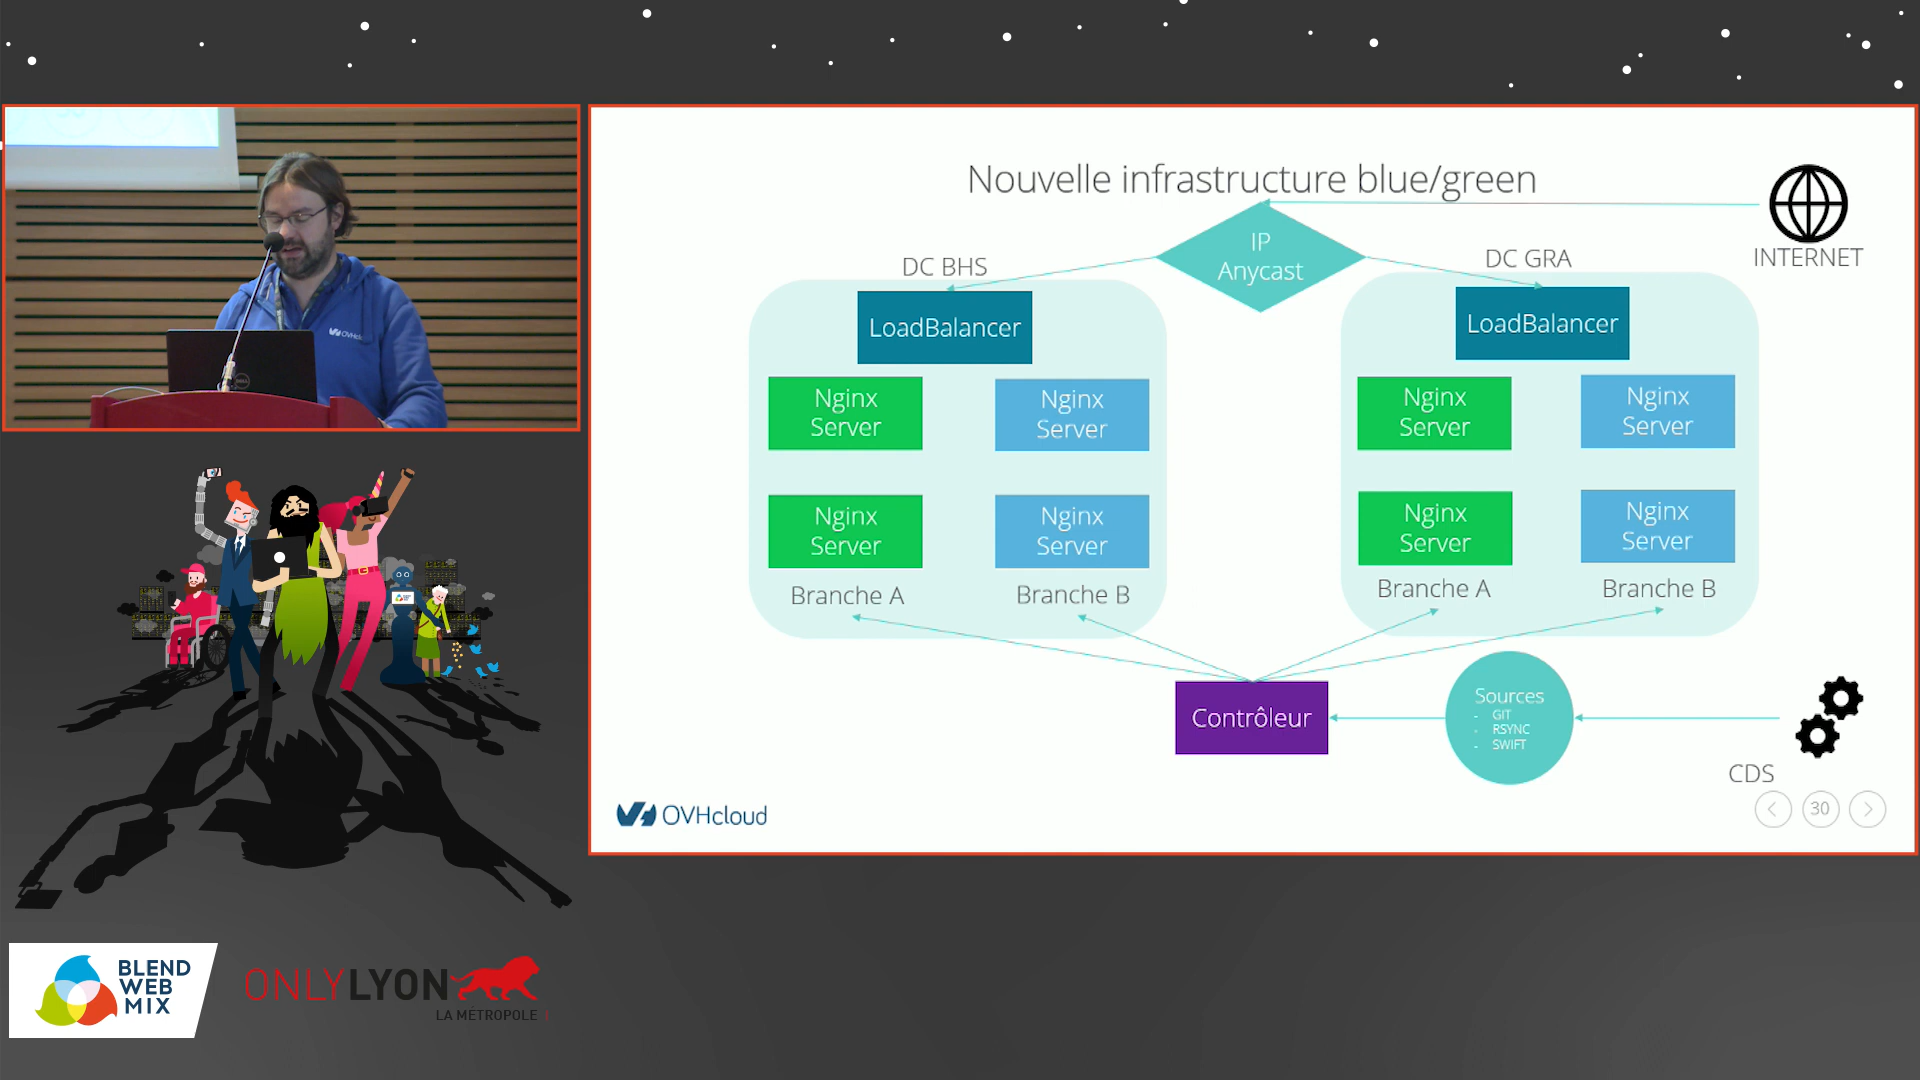 Nouvelle infrastructure blue/green
INTERNET
IP
Anycast
DC BHS
DC GRA
LoadBalancer
LoadBalancer
Nginx
Server
Nginx
Server
Nginx
Server
Nginx
Server
Nginx
Server
Nginx
Server
Nginx
Server
Nginx
Server
Branche A
Branche B
Branche A
Branche B
Contrôleur
Sources
- GIT
- RSYNC
- SWIFT
CDS
30
OVHcloud
BLEND
WEB
MIX
ONLYLYON
LA MÉTROPOLE